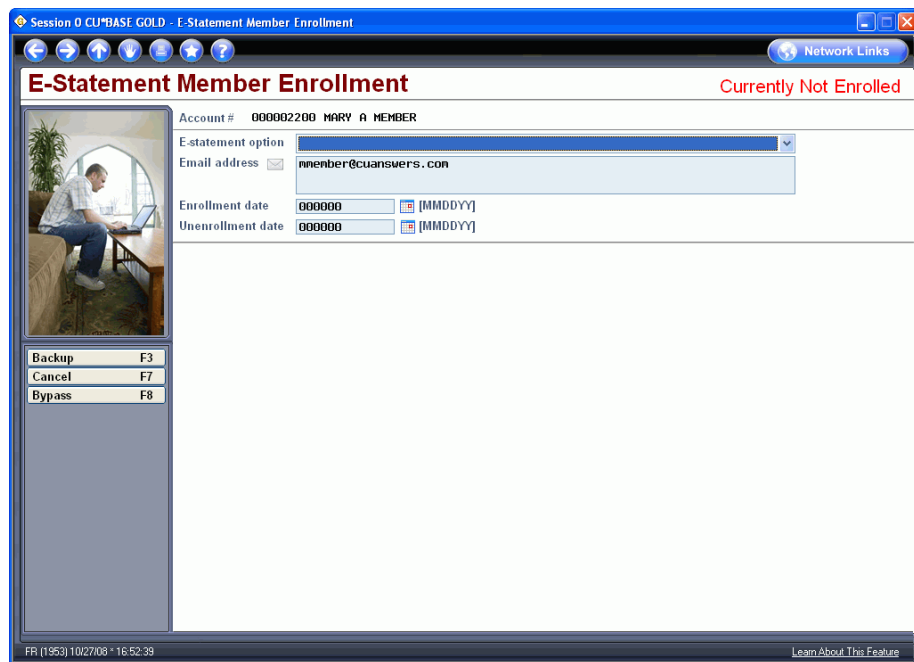 Session 0 CU*BASE GOLD - E-Statement Member Enrollment
Network Links
E-Statement Member Enrollment
Currently Not Enrolled
Account # 000002200 MARY A MEMBER
E-statement option
Email address mmember@cuanswers.com
Enrollment date 000000 [MMDDYY]
Unenrollment date 000000 [MMDDYY]
Backup F3
Cancel F7
Bypass F8
FR (1953) 10/27/08 * 16:52:39
Learn About This Feature